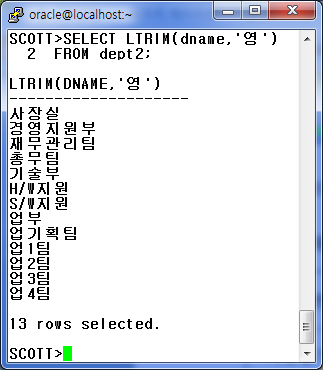 oracle@localhost:~
SCOTT>SELECT LTRIM(dname,'영')
  2  FROM dept2;
LTRIM(DNAME,'영')
--------------------
사장실
경영지원부
재무관리팀
총무팀
기술부
H/W지원
S/W지원
업부
업기획팀
업1팀
업2팀
업3팀
업4팀
13 rows selected.
SCOTT>